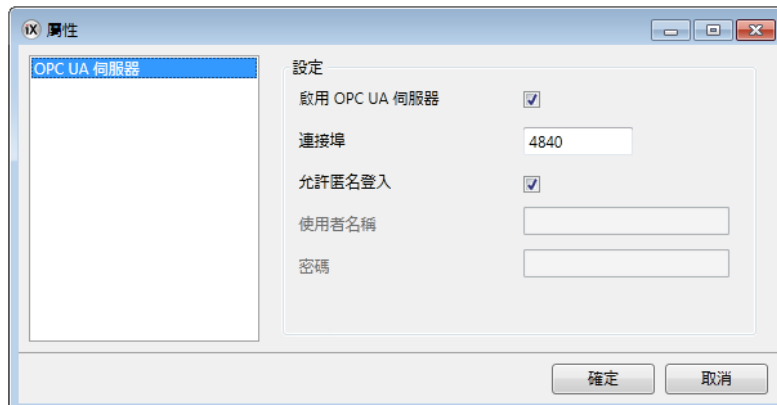 iX 屬性
OPC UA 伺服器
設定
啟用 OPC UA 伺服器
連接埠 4840
允許匿名登入
使用者名稱
密碼
確定 取消